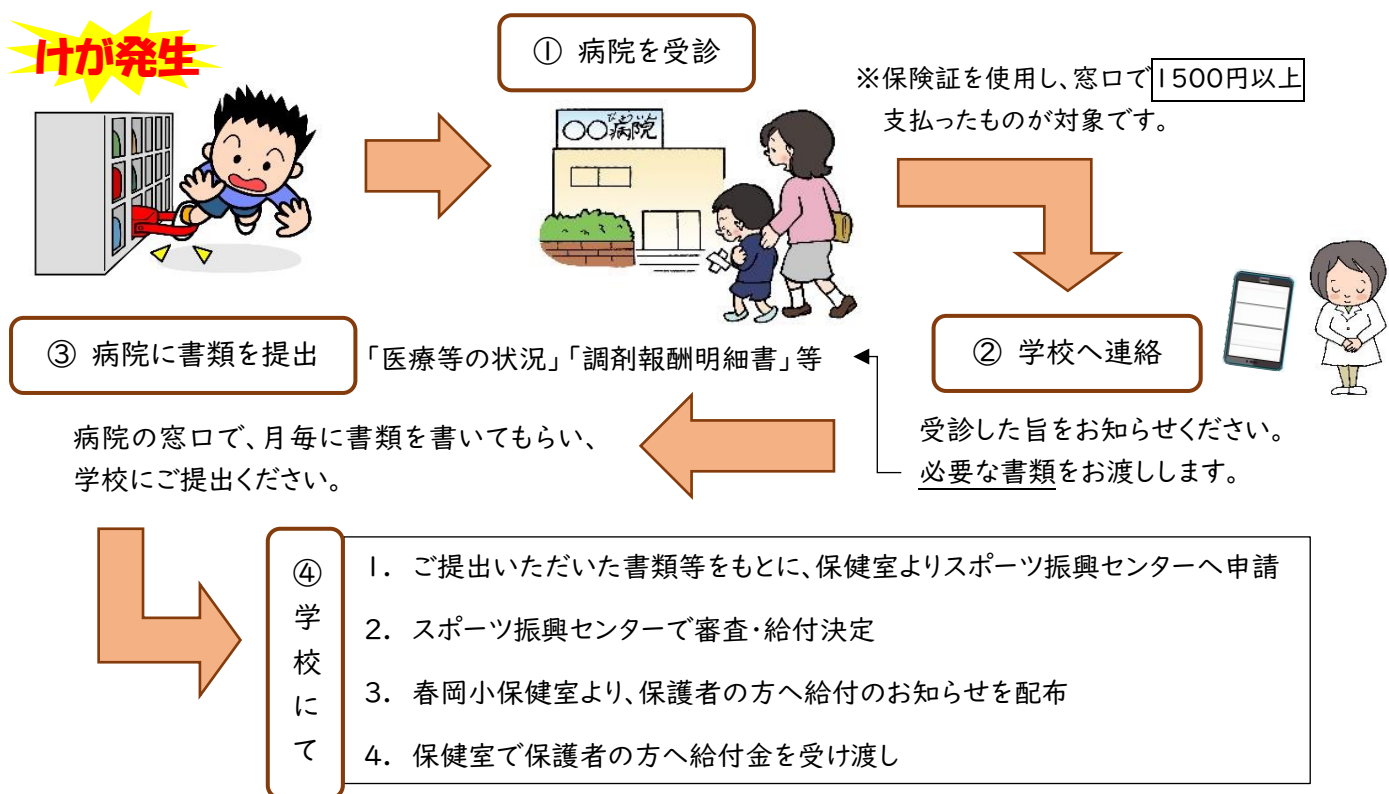 けが発生
① 病院を受診
※保険証を使用し、窓口で1500円以上
支払ったものが対象です。
○○病院
びょういん
② 学校へ連絡
受診した旨をお知らせください。
必要な書類をお渡しします。
③ 病院に書類を提出
「医療等の状況」「調剤報酬明細書」等
病院の窓口で、月毎に書類を書いてもらい、
学校にご提出ください。
④学校にて
1. ご提出いただいた書類等をもとに、保健室よりスポーツ振興センターへ申請
2. スポーツ振興センターで審査・給付決定
3. 春岡小保健室より、保護者の方へ給付のお知らせを配布
4. 保健室で保護者の方へ給付金を受け渡し